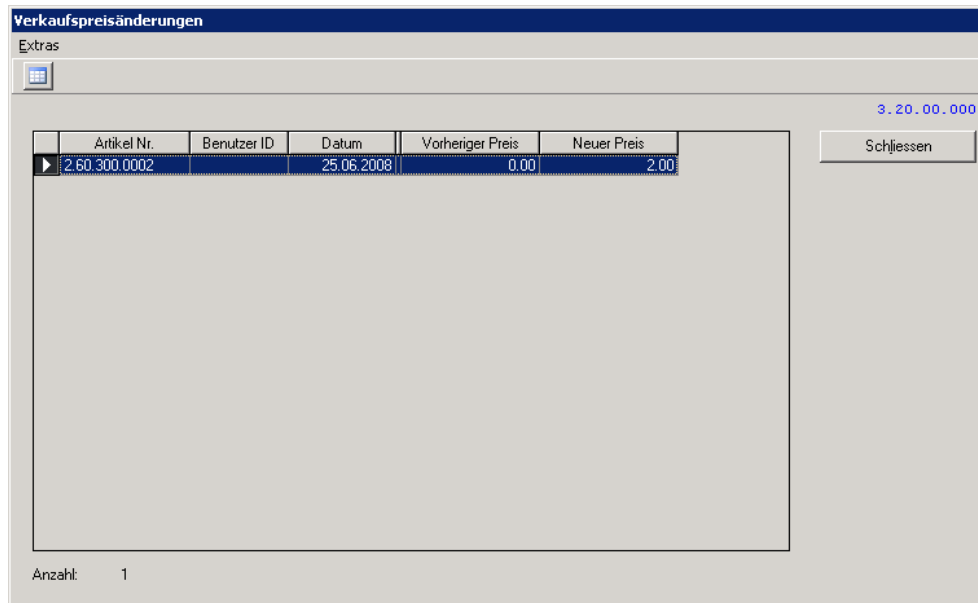 Verkaufspreisänderungen
Extras
3.20.00.000
Artikel Nr. Benutzer ID Datum Vorheriger Preis Neuer Preis
2.60.300.0002 25.06.2008 0.00 2.00
Schliessen
Anzahl: 1